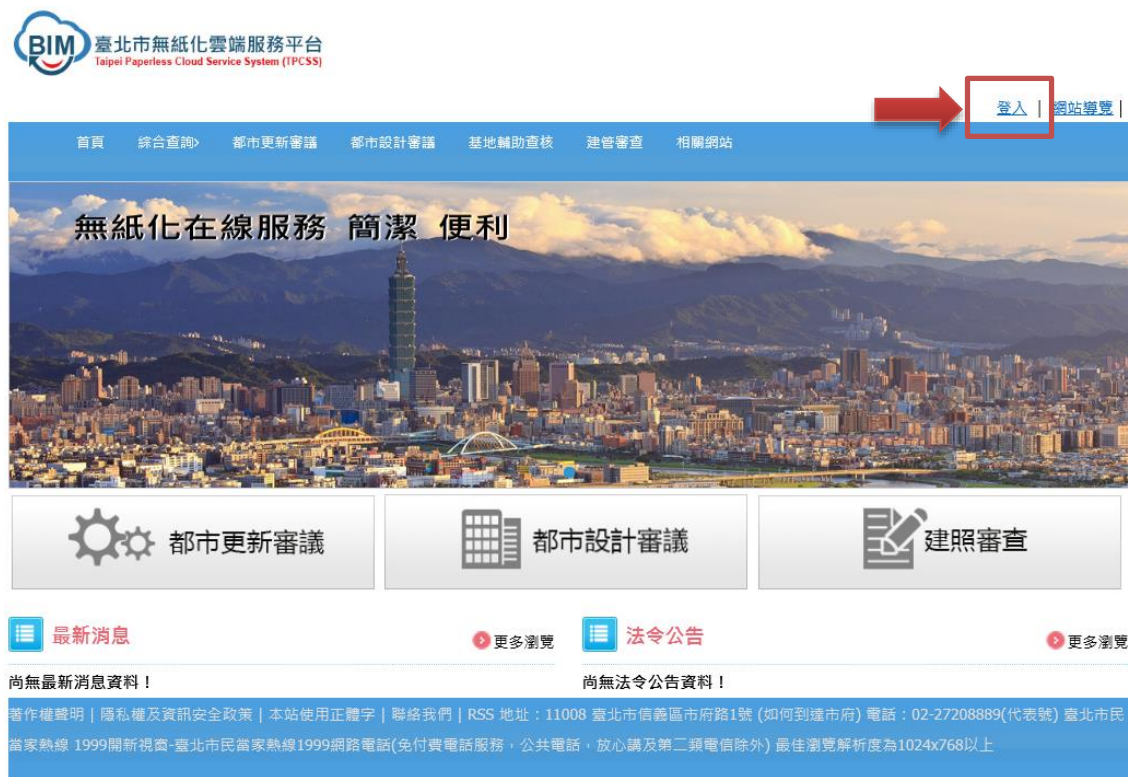 BIM
臺北市無紙化雲端服務平台
Taipei Paperless Cloud Service System (TPCSS)
登入 | 網站導覽 |
首頁 綜合查詢> 都市更新審議 都市設計審議 基地輔助查核 建管審查 相關網站
無紙化在線服務 簡潔 便利
都市更新審議 都市設計審議 建照審查
最新消息 更多瀏覽 法令公告 更多瀏覽
尚無最新消息資料！ 尚無法令公告資料！
著作權聲明 | 隱私權及資訊安全政策 | 本站使用正體字 | 聯絡我們 | RSS 地址：11008 臺北市信義區市府路1號 (如何到達市府) 電話：02-27208889(代表號) 臺北市民
當家熱線 1999開新視窗-臺北市民當家熱線1999網路電話(免付費電話服務，公共電話，放心講及第二類電信除外) 最佳瀏覽解析度為1024x768以上